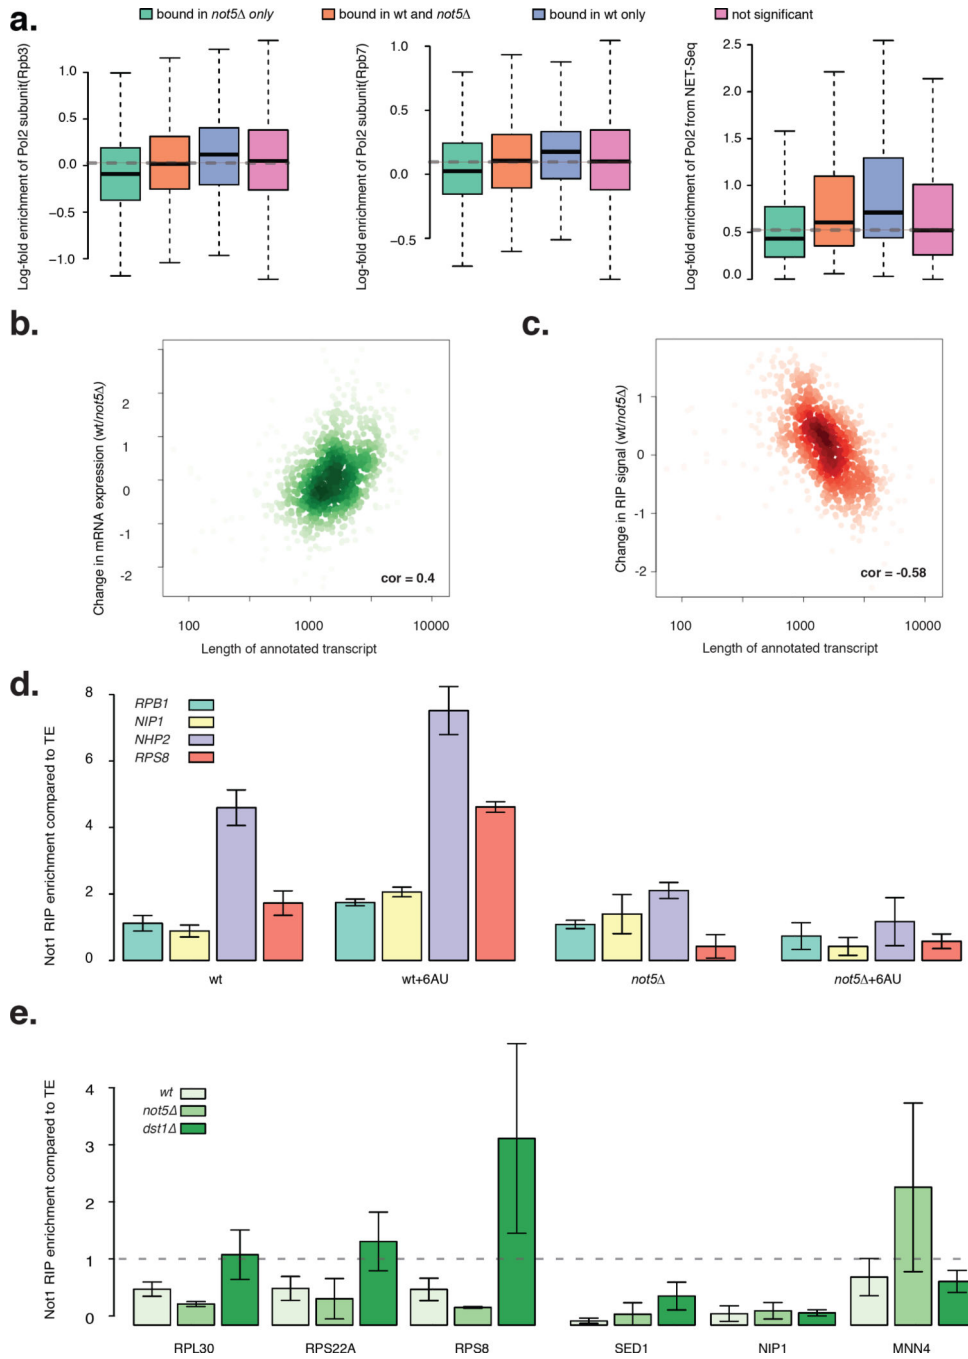 a.
bound in not5Δ only
bound in wt and not5Δ
bound in wt only
not significant
Log-fold enrichment of Pol2 subunit(Rpb3)
1.0
0.5
0.0
−0.5
−1.0
Log-fold enrichment of Pol2 subunit(Rpb7)
1.0
0.5
0.0
−0.5
Log-fold enrichment of Pol2 from NET-Seq
2.5
2.0
1.5
1.0
0.5
0.0
b.
Change in mRNA expression (wt/not5Δ)
2
1
0
-1
-2
cor = 0.4
100 1000 10000
Length of annotated transcript
c.
Change in RIP signal (wt/not5Δ)
1
0
-1
-2
cor = -0.58
100 1000 10000
Length of annotated transcript
d.
Not1 RIP enrichment compared to TE
8
6
4
2
0
RPB1
NIP1
NHP2
RPS8
wt wt+6AU not5Δ not5Δ+6AU
e.
Not1 RIP enrichment compared to TE
4
3
2
1
0
wt
not5Δ
dst1Δ
RPL30 RPS22A RPS8 SED1 NIP1 MNN4